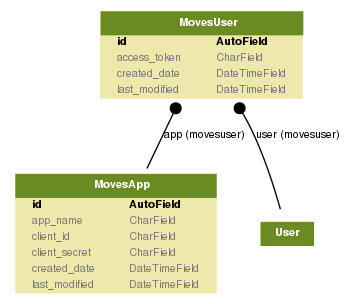 MovesUser
id AutoField
access_token CharField
created_date DateTimeField
last_modified DateTimeField
app (movesuser) user (movesuser)
MovesApp
id AutoField
app_name CharField
client_id CharField
client_secret CharField
created_date DateTimeField
last_modified DateTimeField
User